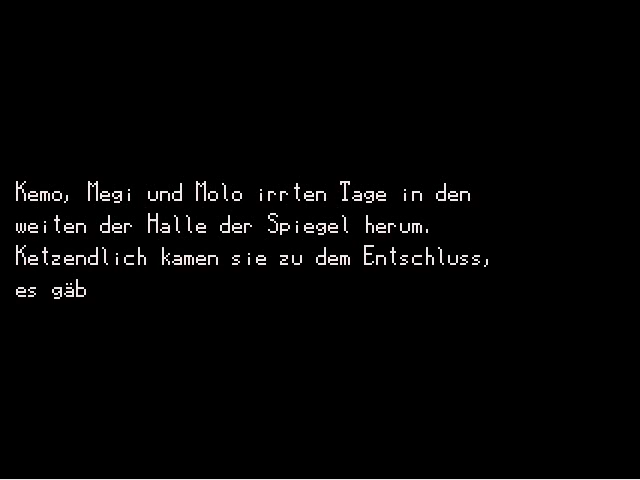 Kemo, Megi und Molo irrten Tage in den
weiten der Halle der Spiegel herum.
Ketzendlich kamen sie zu dem Entschluss,
es gäb